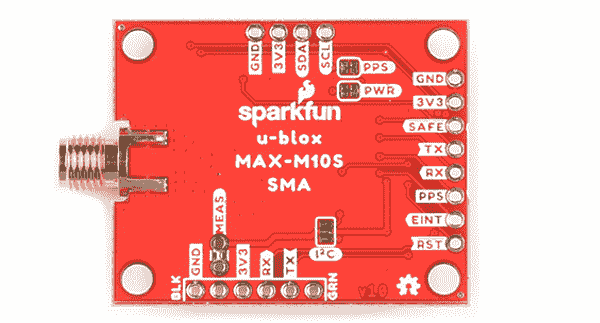 GND
3V3
SDA
SCL
PPS
PWR
sparkfun
u-blox
MAX-M10S
SMA
GND
3V3
SAFE
TX
RX
PPS
EINT
RST
MEAS
I²C
BLK
GND
3V3
RX
TX
GRN
v10